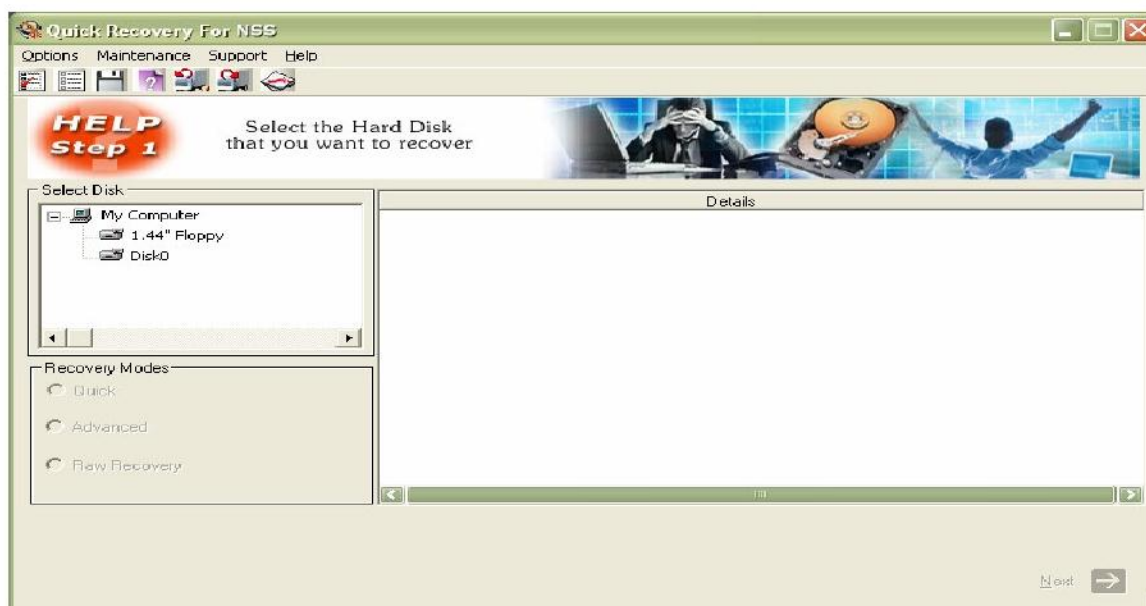 Quick Recovery For NSS
Options Maintenance Support Help
HELP
Step 1
Select the Hard Disk
that you want to recover
Select Disk
My Computer
1.44" Floppy
Disk0
Details
Recovery Modes
Quick
Advanced
Raw Recovery
Next